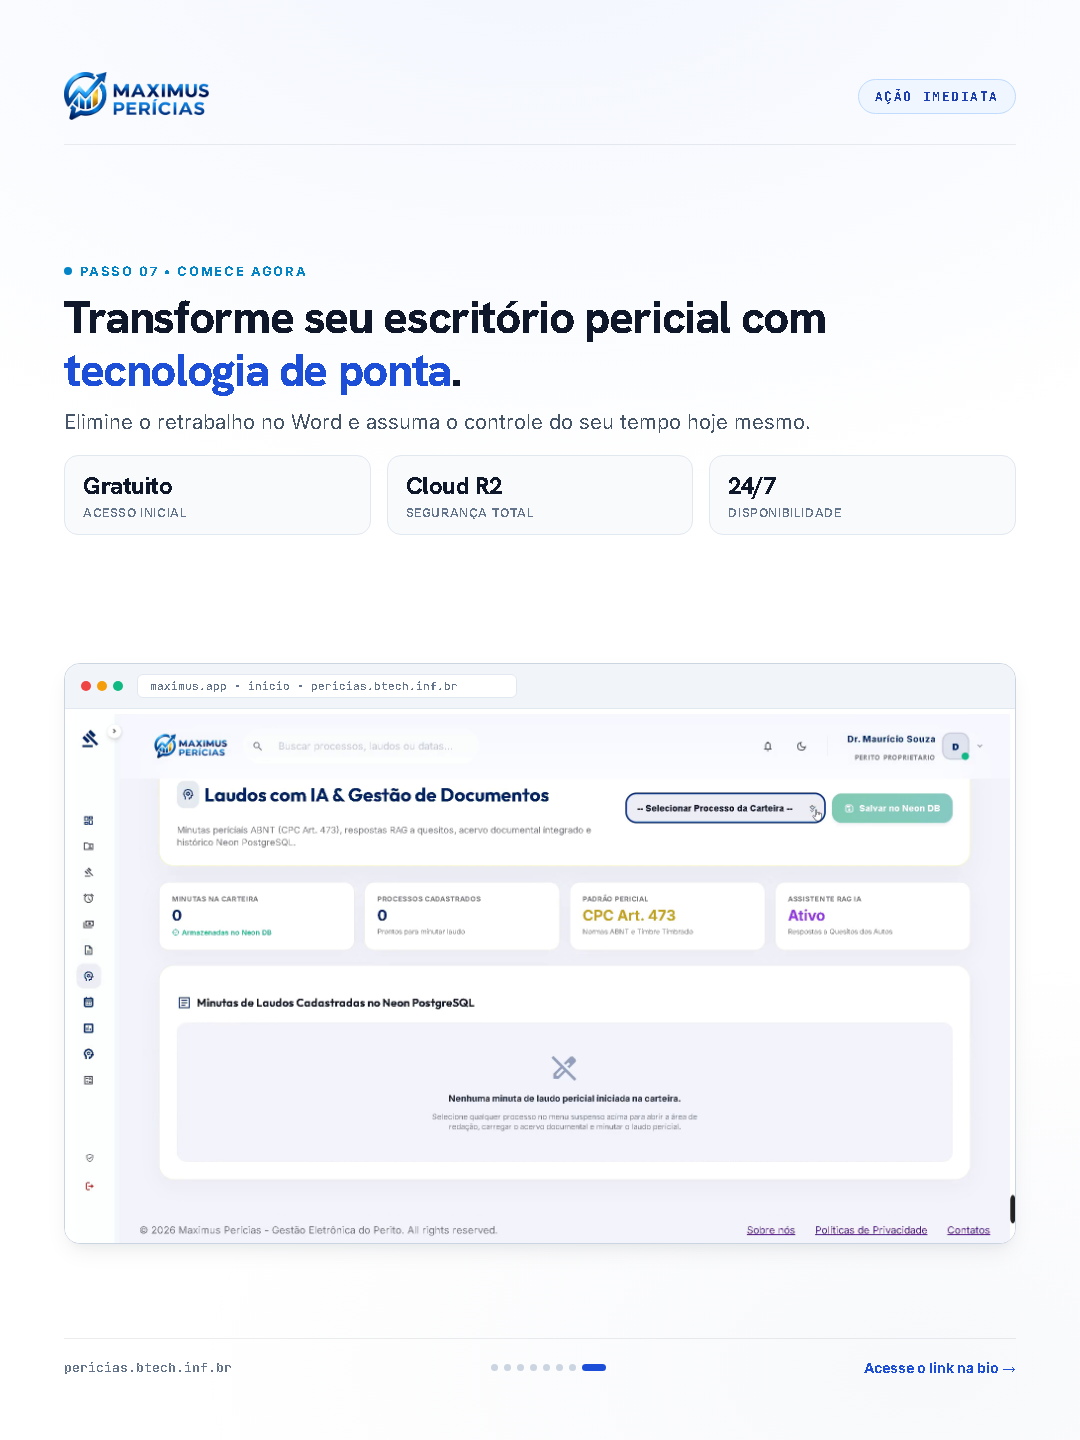 MAXIMUS
PERÍCIAS
AÇÃO IMEDIATA
PASSO 07 • COMECE AGORA
Transforme seu escritório pericial com
tecnologia de ponta.
Elimine o retrabalho no Word e assuma o controle do seu tempo hoje mesmo.
Gratuito
ACESSO INICIAL
Cloud R2
SEGURANÇA TOTAL
24/7
DISPONIBILIDADE
maximus.app - inicio - pericias.btech.inf.br
MAXIMUS
PERÍCIAS
Buscar processos, laudos ou datas...
Dr. Maurício Souza
PERITO PROPRIETARIO
D
Laudos com IA & Gestão de Documentos
Minutas periciais ABNT (CPC Art. 473), respostas RAG a quesitos, acervo documental integrado e
histórico Neon PostgreSQL.
-- Selecionar Processo da Carteira --
Salvar no Neon DB
MINUTAS NA CARTEIRA
0
Armazenadas no Neon DB
PROCESSOS CADASTRADOS
0
Prontos para minutar laudo
PADRÃO PERICIAL
CPC Art. 473
Normas ABNT e Timbre Timbrado
ASSISTENTE RAG IA
Ativo
Respostas a Quesitos dos Autos
Minutas de Laudos Cadastradas no Neon PostgreSQL
Nenhuma minuta de laudo pericial iniciada na carteira.
Selecione qualquer processo no menu suspenso acima para abrir a área de
redação, carregar o acervo documental e minutar o laudo pericial.
© 2026 Maximus Perícias - Gestão Eletrônica do Perito. All rights reserved.
Sobre nós
Políticas de Privacidade
Contatos
pericias.btech.inf.br
Acesse o link na bio →